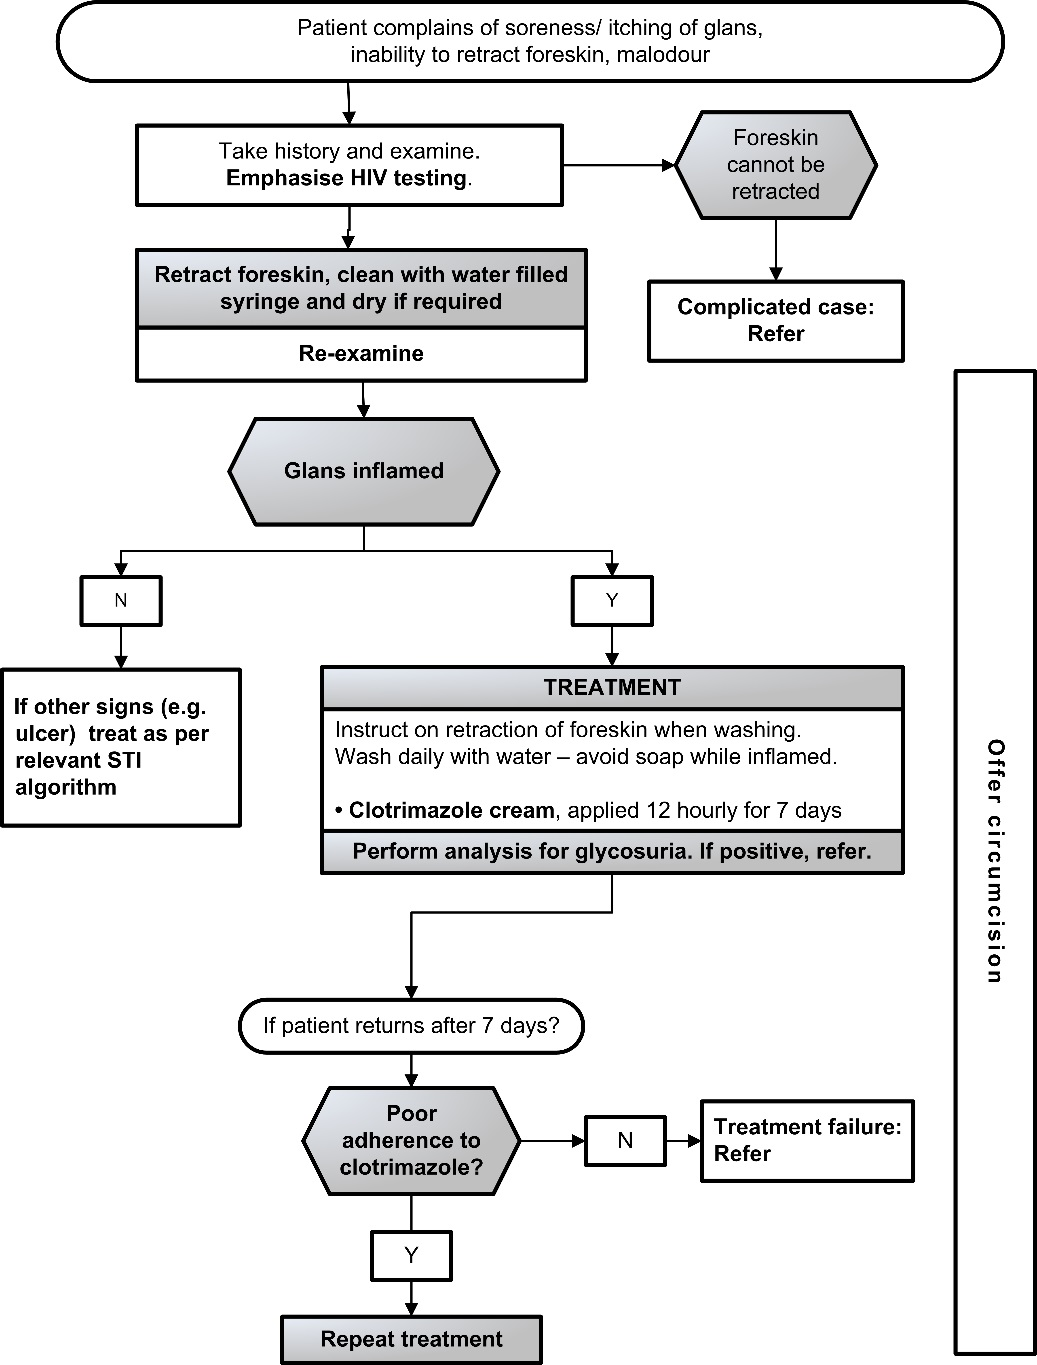 Patient complains of soreness/ itching of glans,
inability to retract foreskin, malodour
Take history and examine.
Emphasise HIV testing.
Foreskin
cannot be
retracted
Retract foreskin, clean with water filled
syringe and dry if required
Re-examine
Complicated case:
Refer
Glans inflamed
N
Y
If other signs (e.g.
ulcer) treat as per
relevant STI
algorithm
TREATMENT
Instruct on retraction of foreskin when washing.
Wash daily with water – avoid soap while inflamed.
• Clotrimazole cream, applied 12 hourly for 7 days
Perform analysis for glycosuria. If positive, refer.
If patient returns after 7 days?
Poor
adherence to
clotrimazole?
N
Treatment failure:
Refer
Y
Repeat treatment
Offer circumcision